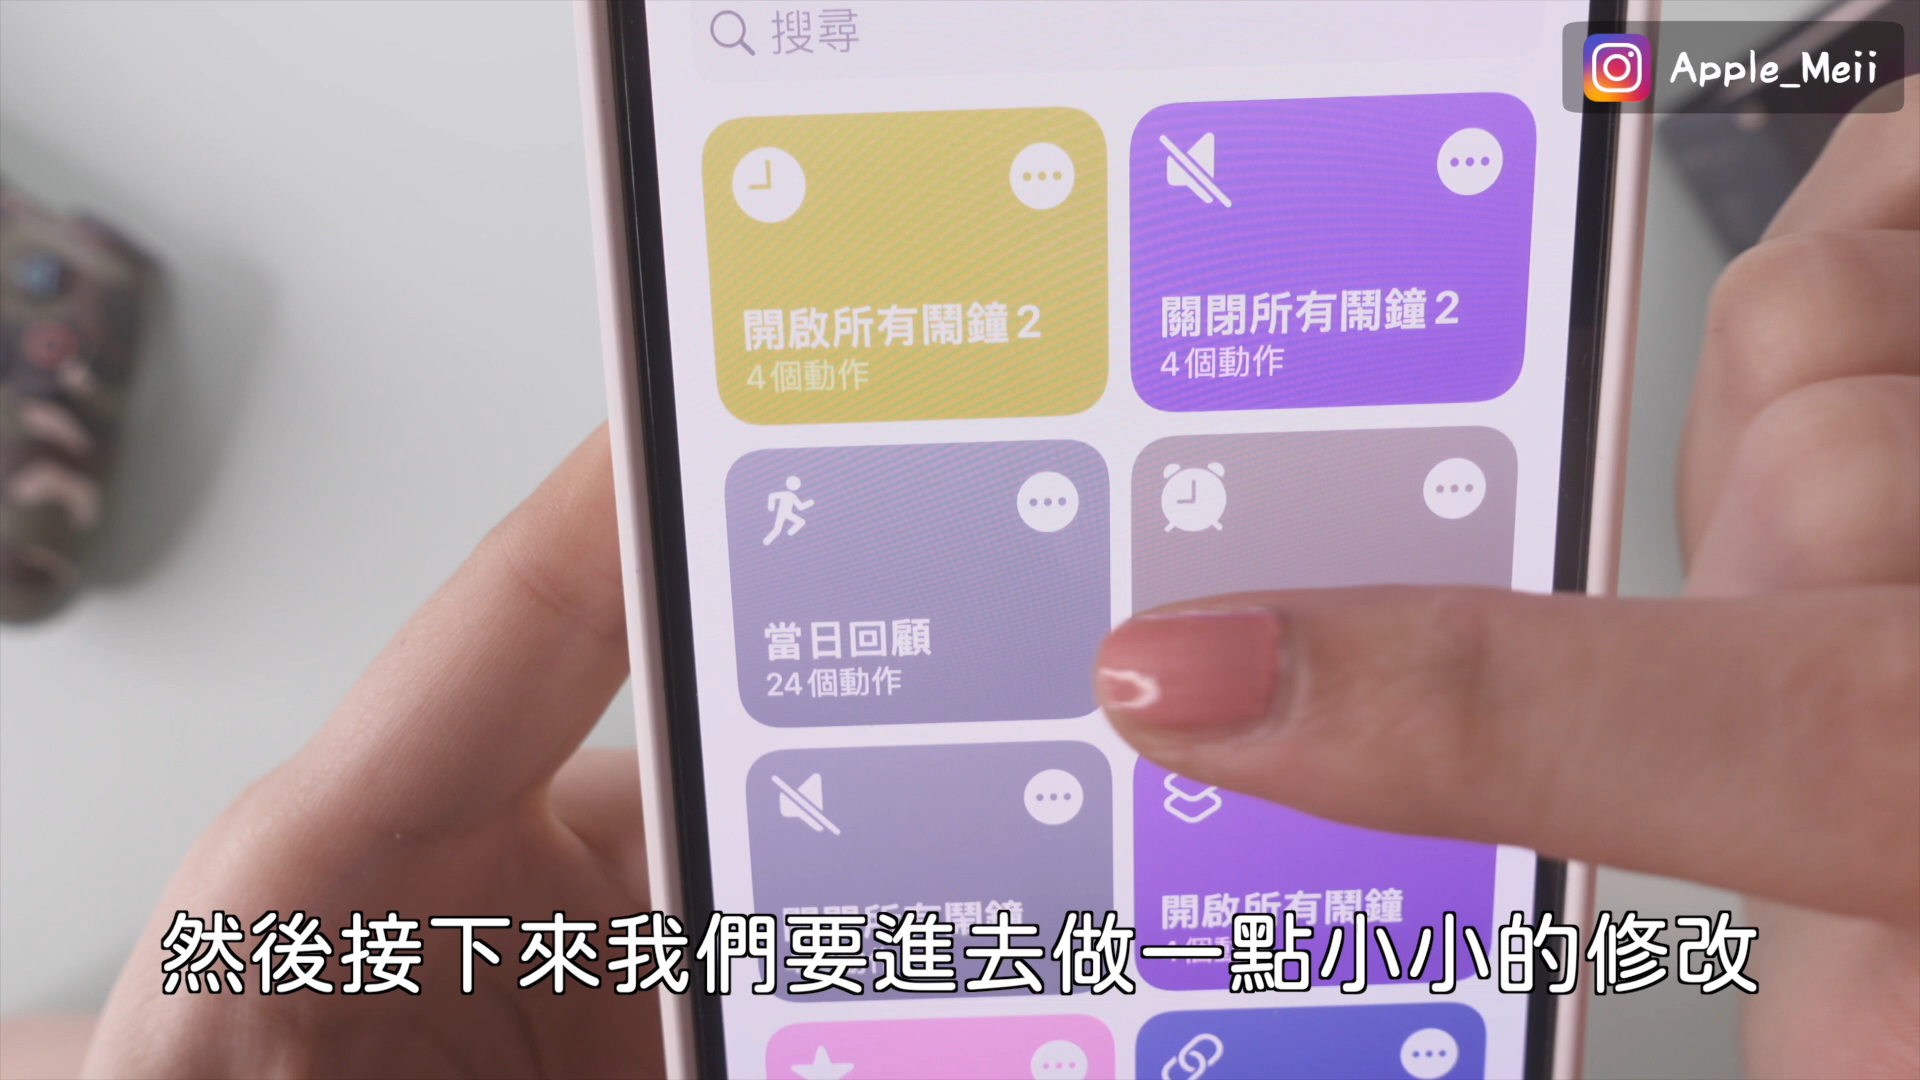 搜尋
Apple_Meii
開啟所有鬧鐘2
4個動作
關閉所有鬧鐘2
4個動作
當日回顧
24個動作
開啟所有鬧鐘
然後接下來我們要進去做一點小小的修改